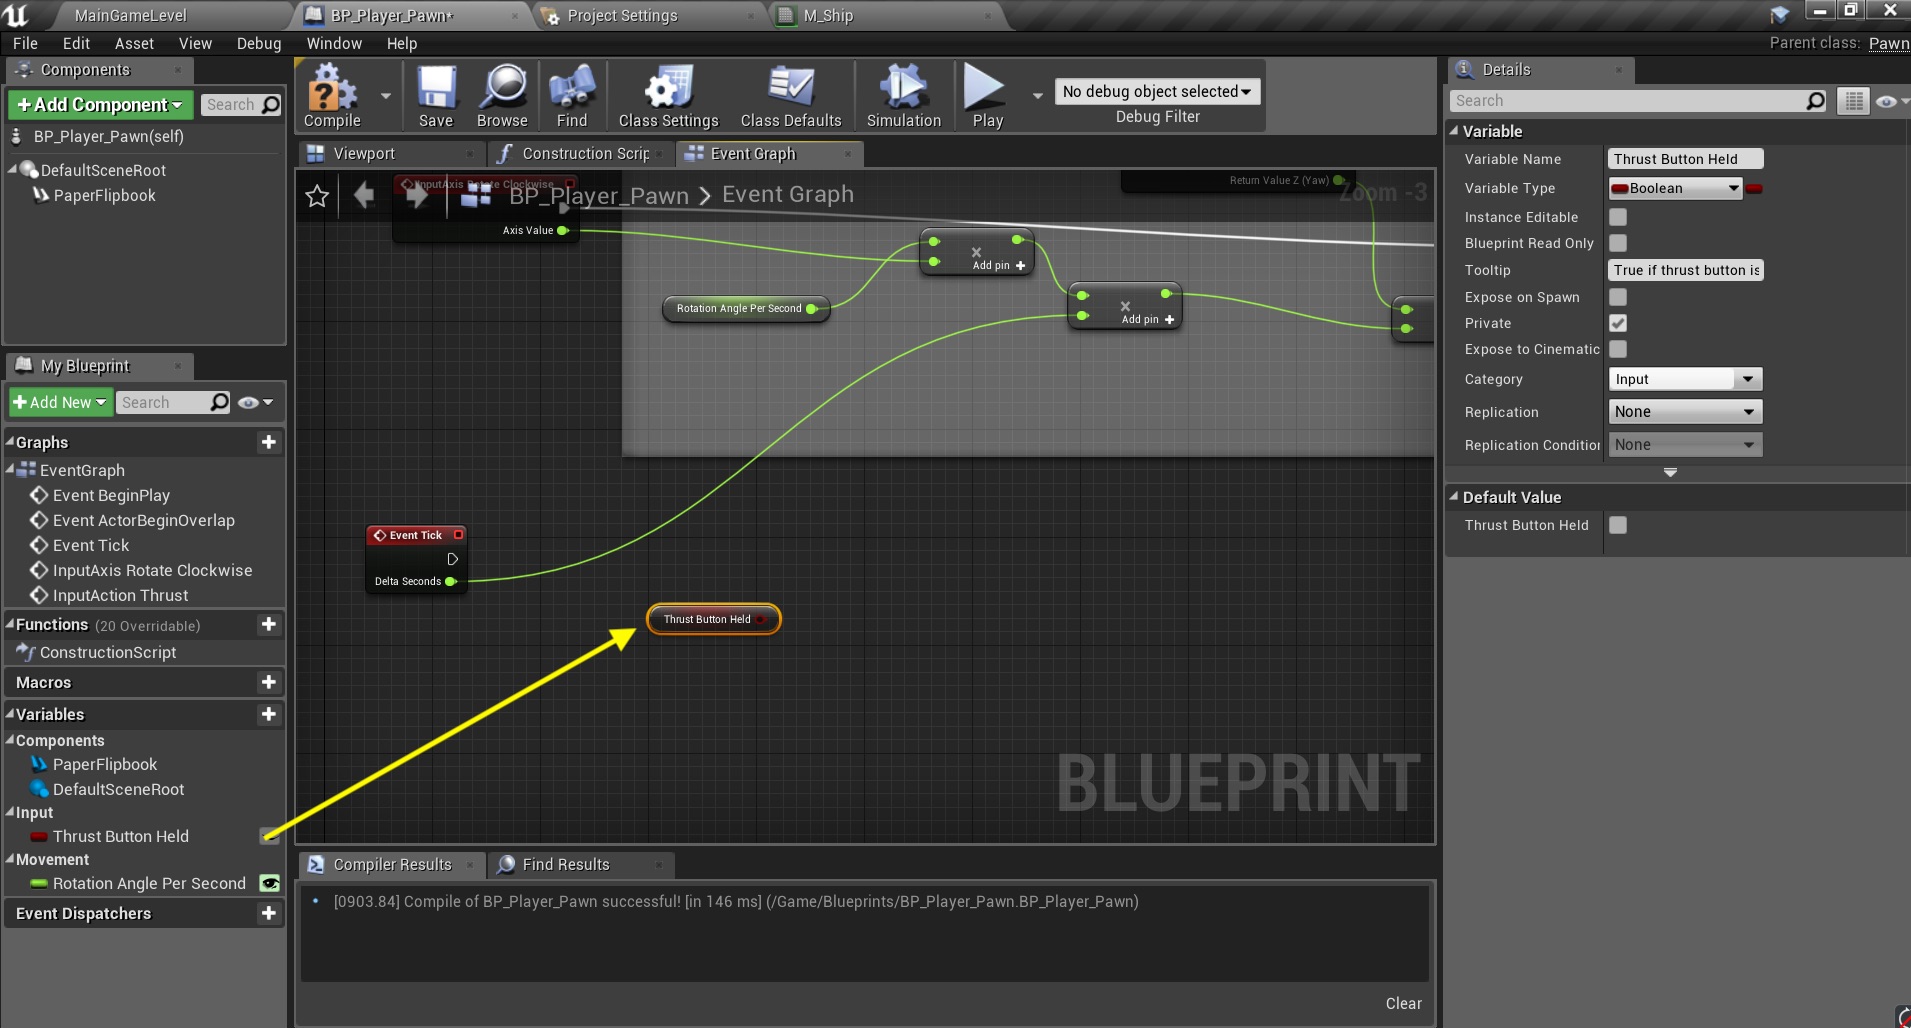 MainGameLevel
BP_Player_Pawn*
Project Settings
M_Ship
File Edit Asset View Debug Window Help
Parent class: Pawn
Components
+Add Component
Search
BP_Player_Pawn(self)
DefaultSceneRoot
PaperFlipbook
My Blueprint
+Add New
Search
Graphs
EventGraph
Event BeginPlay
Event ActorBeginOverlap
Event Tick
InputAxis Rotate Clockwise
InputAction Thrust
Functions (20 Overridable)
ConstructionScript
Macros
Variables
Components
PaperFlipbook
DefaultSceneRoot
Input
Thrust Button Held
Movement
Rotation Angle Per Second
Event Dispatchers
Compile
Save
Browse
Find
Class Settings
Class Defaults
Simulation
Play
No debug object selected
Debug Filter
Viewport
Construction Scrip
Event Graph
InputAxis Rotate Clockwise
BP_Player_Pawn > Event Graph
Return Value Z (Yaw)
Zoom -3
Axis Value
Add pin +
Rotation Angle Per Second
Add pin +
Event Tick
Delta Seconds
Thrust Button Held
BLUEPRINT
Compiler Results
Find Results
[0903.84] Compile of BP_Player_Pawn successful! [in 146 ms] (/Game/Blueprints/BP_Player_Pawn.BP_Player_Pawn)
Clear
Details
Search
Variable
Variable Name Thrust Button Held
Variable Type Boolean
Instance Editable
Blueprint Read Only
Tooltip True if thrust button is
Expose on Spawn
Private
Expose to Cinematic
Category Input
Replication None
Replication Condition None
Default Value
Thrust Button Held